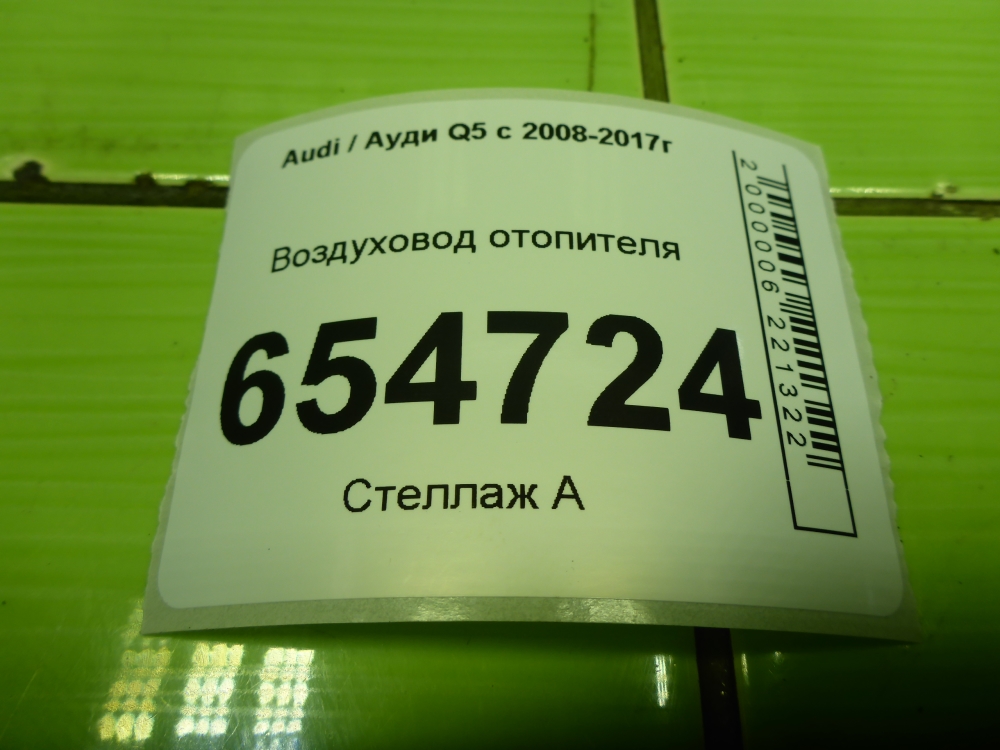 Audi / Ауди Q5 с 2008-2017г
Воздуховод отопителя
654724
Стеллаж А
2000006221322